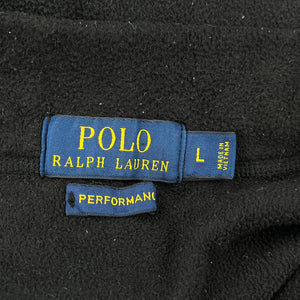 POLO
RALPH LAUREN
L
MADE IN
VIETNAM
PERFORMANC